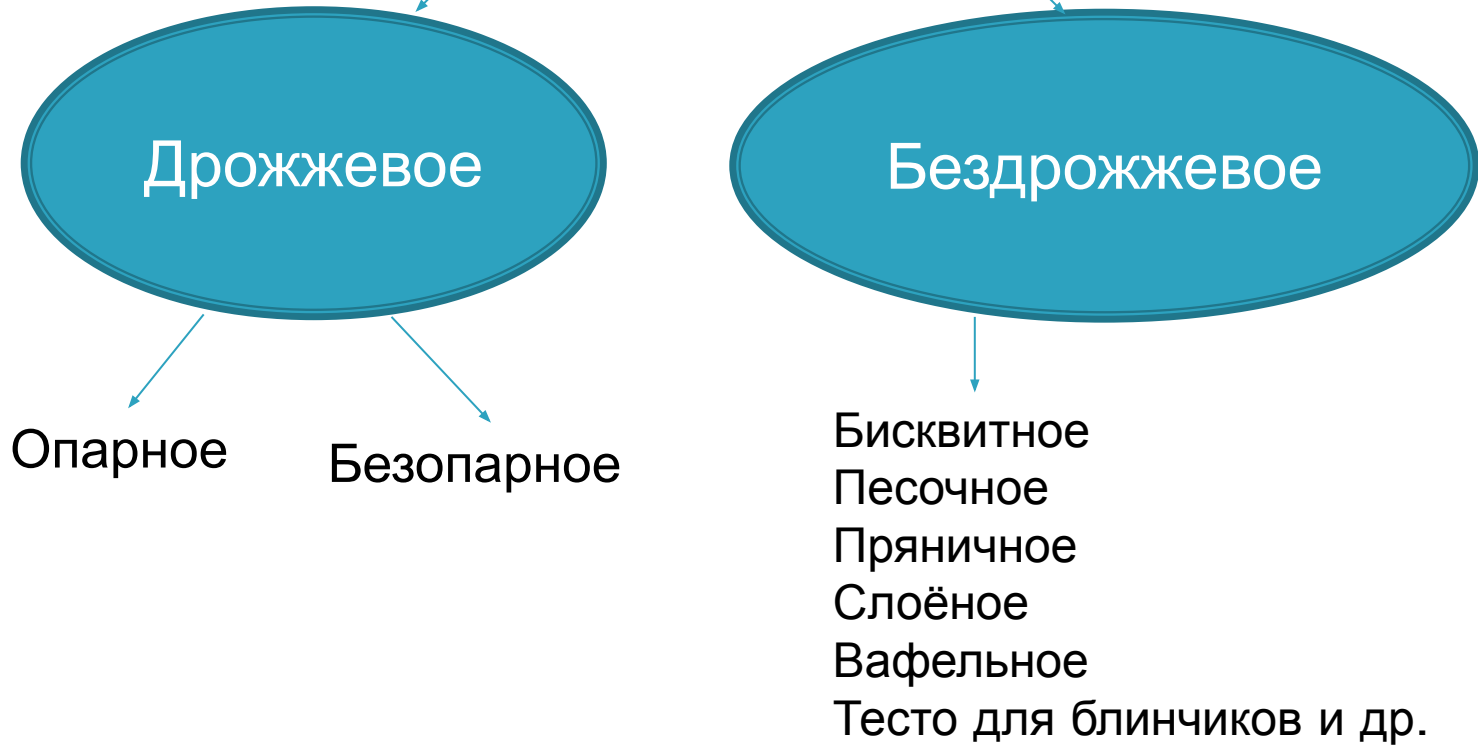 Дрожжевое
Бездрожжевое
Опарное
Безопарное
Бисквитное
Песочное
Пряничное
Слоёное
Вафельное
Тесто для блинчиков и др.